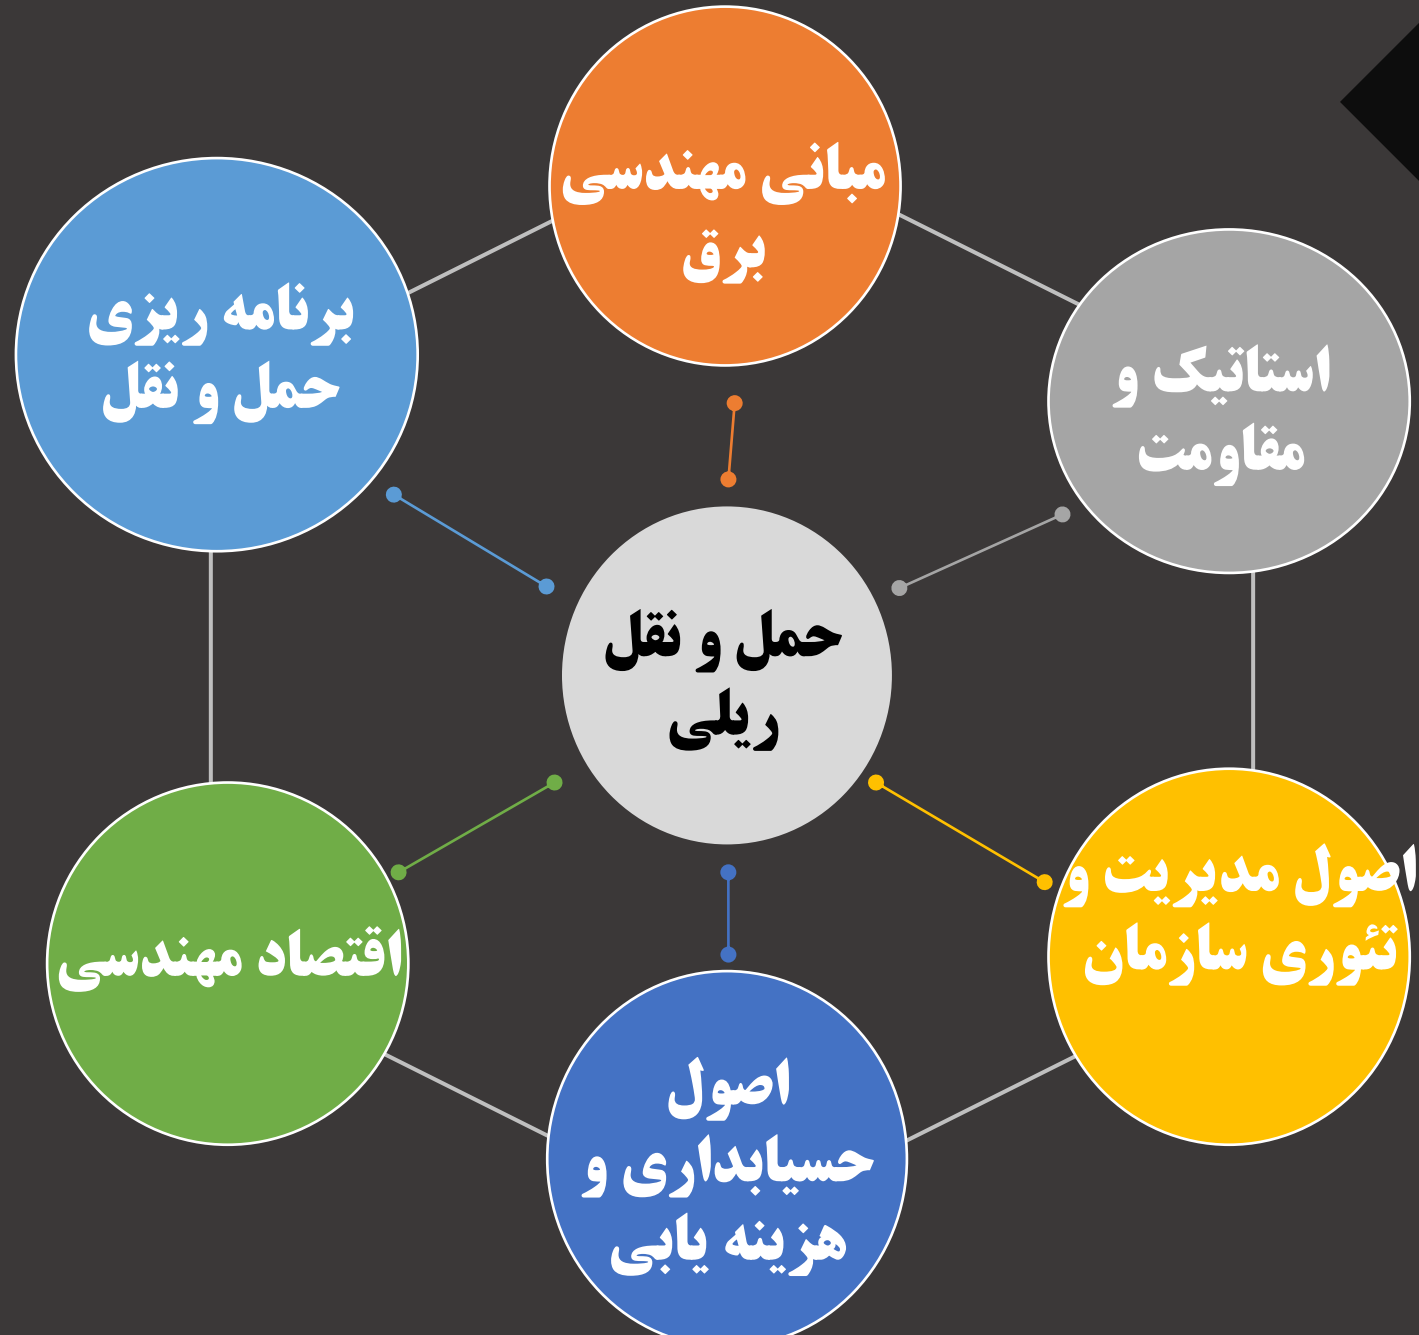 مبانی مهندسی
برق
استاتیک و
مقاومت
برنامه ریزی
حمل و نقل
حمل و نقل
ریلی
اصول مدیریت و
تئوری سازمان
اقتصاد مهندسی
اصول
حسیابداری و
هزینه یابی